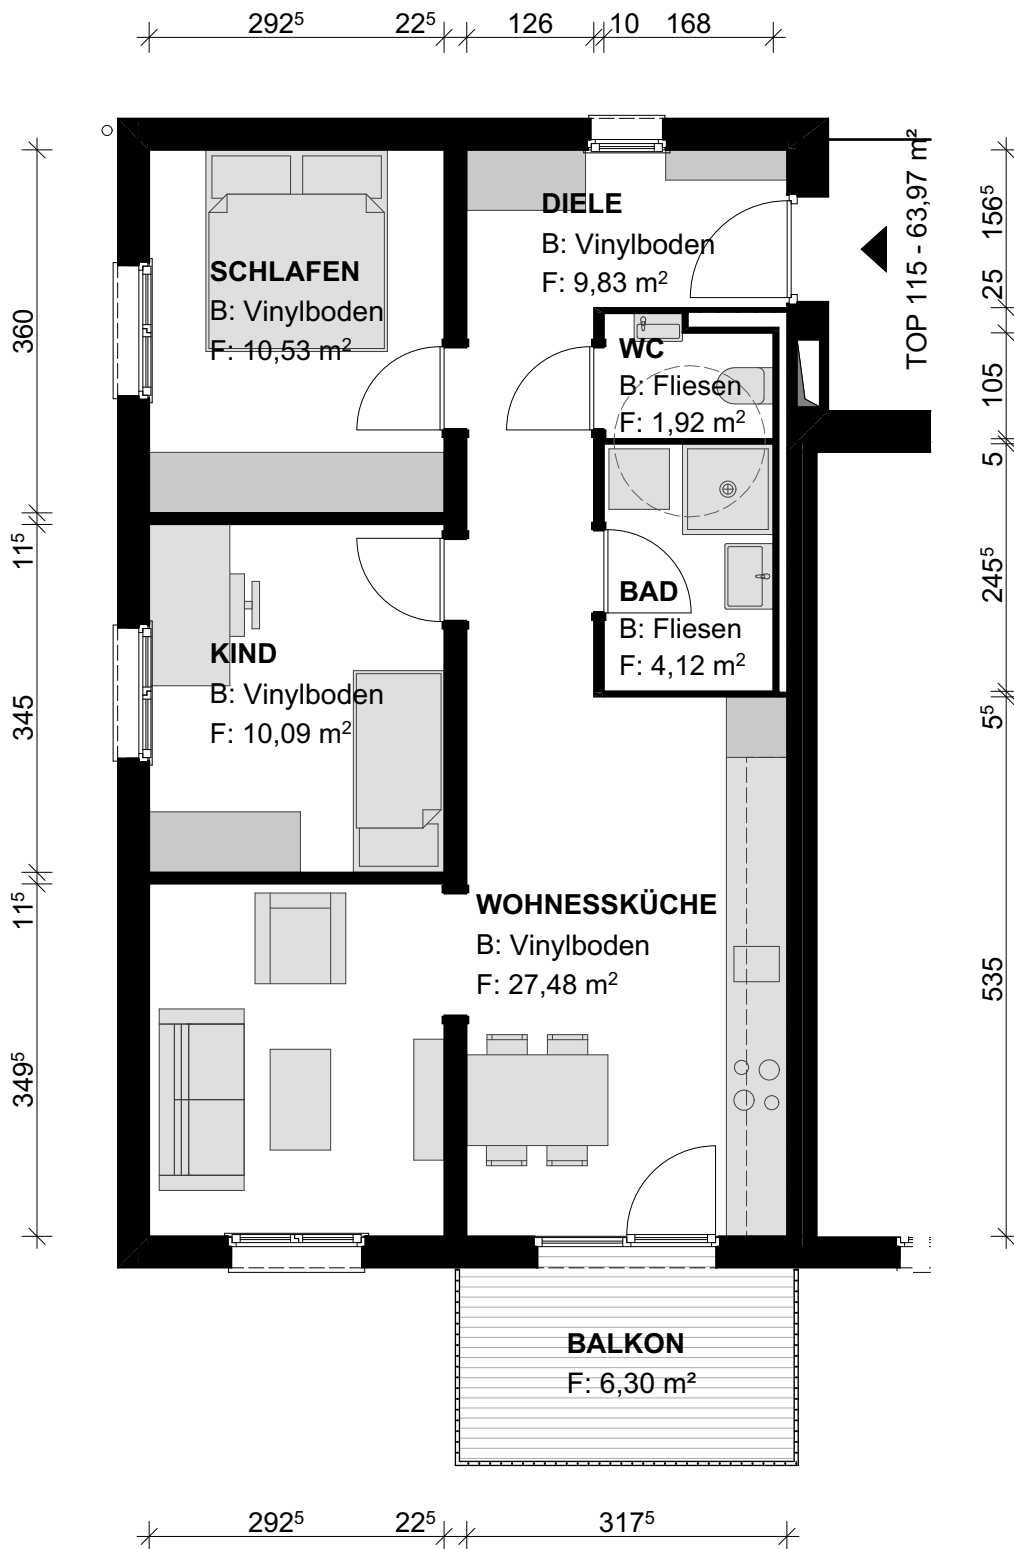 292⁵ 22⁵ 126 10 168
TOP 115 - 63,97 m²
DIELE
B: Vinylboden
F: 9,83 m²
SCHLAFEN
B: Vinylboden
F: 10,53 m²
WC
B: Fliesen
F: 1,92 m²
BAD
B: Fliesen
F: 4,12 m²
KIND
B: Vinylboden
F: 10,09 m²
WOHNESSKÜCHE
B: Vinylboden
F: 27,48 m²
BALKON
F: 6,30 m²
360
11⁵
345
11⁵
349⁵
156⁵
25
105
5
245⁵
5⁵
535
292⁵ 22⁵ 317⁵